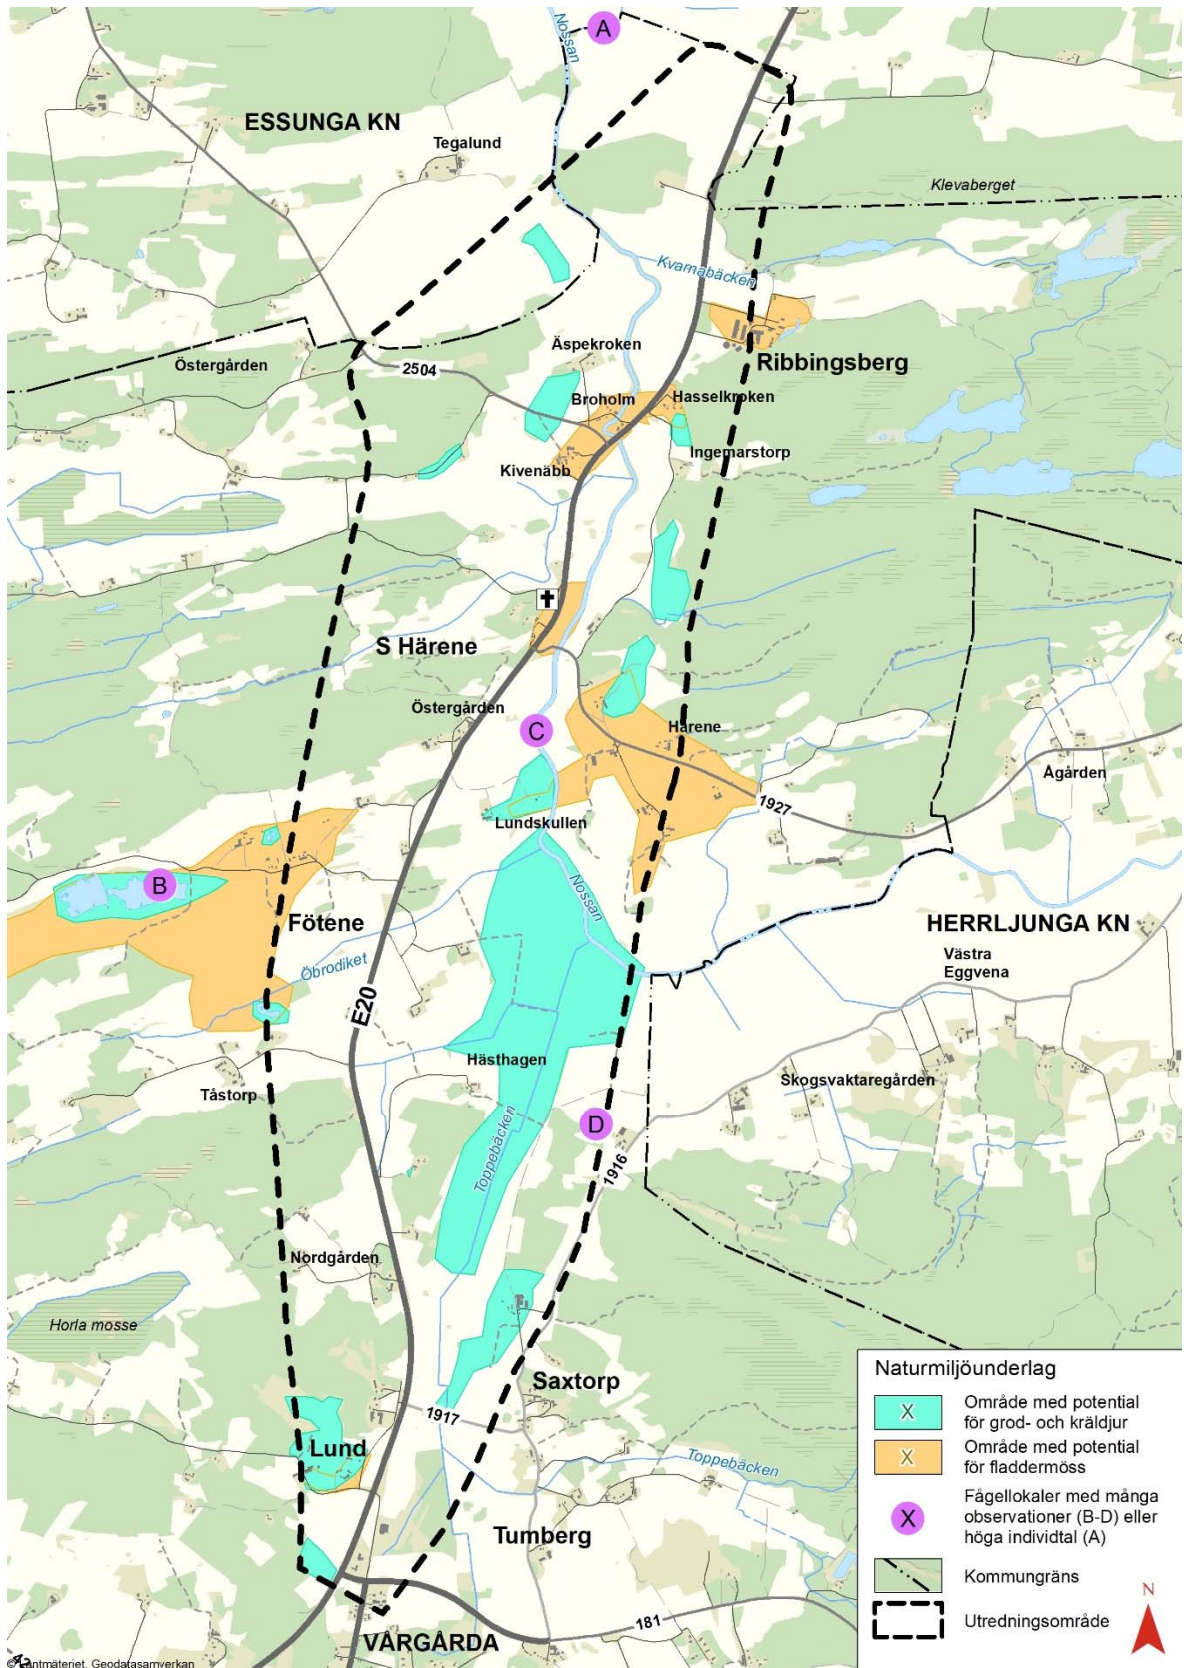 A
Nossan
ESSUNGA KN
Tegalund
Klevaberget
Kvarnabäcken
Äspekroken
Östergården
2504
Ribbingsberg
Broholm
Hasselkroken
Ingemarstorp
Kivenäbb
S Härene
Östergården
C
Härene
Ågården
1927
Lundskullen
B
Fötene
Nossan
HERRLJUNGA KN
Västra
Eggvena
Öbrodiket
E20
Hästhagen
Skogsvaktaregården
Tåstorp
D
Toppebäcken
1916
Nordgården
Horla mosse
Saxtorp
1917
Lund
Toppebäcken
Tumberg
181
VÅRGÅRDA
Naturmiljöunderlag
X
Område med potential
för grod- och kräldjur
X
Område med potential
för fladdermöss
X
Fågellokaler med många
observationer (B-D) eller
höga individtal (A)
Kommungräns
Utredningsområde
N
Lantmäteriet, Geodatasamverkan